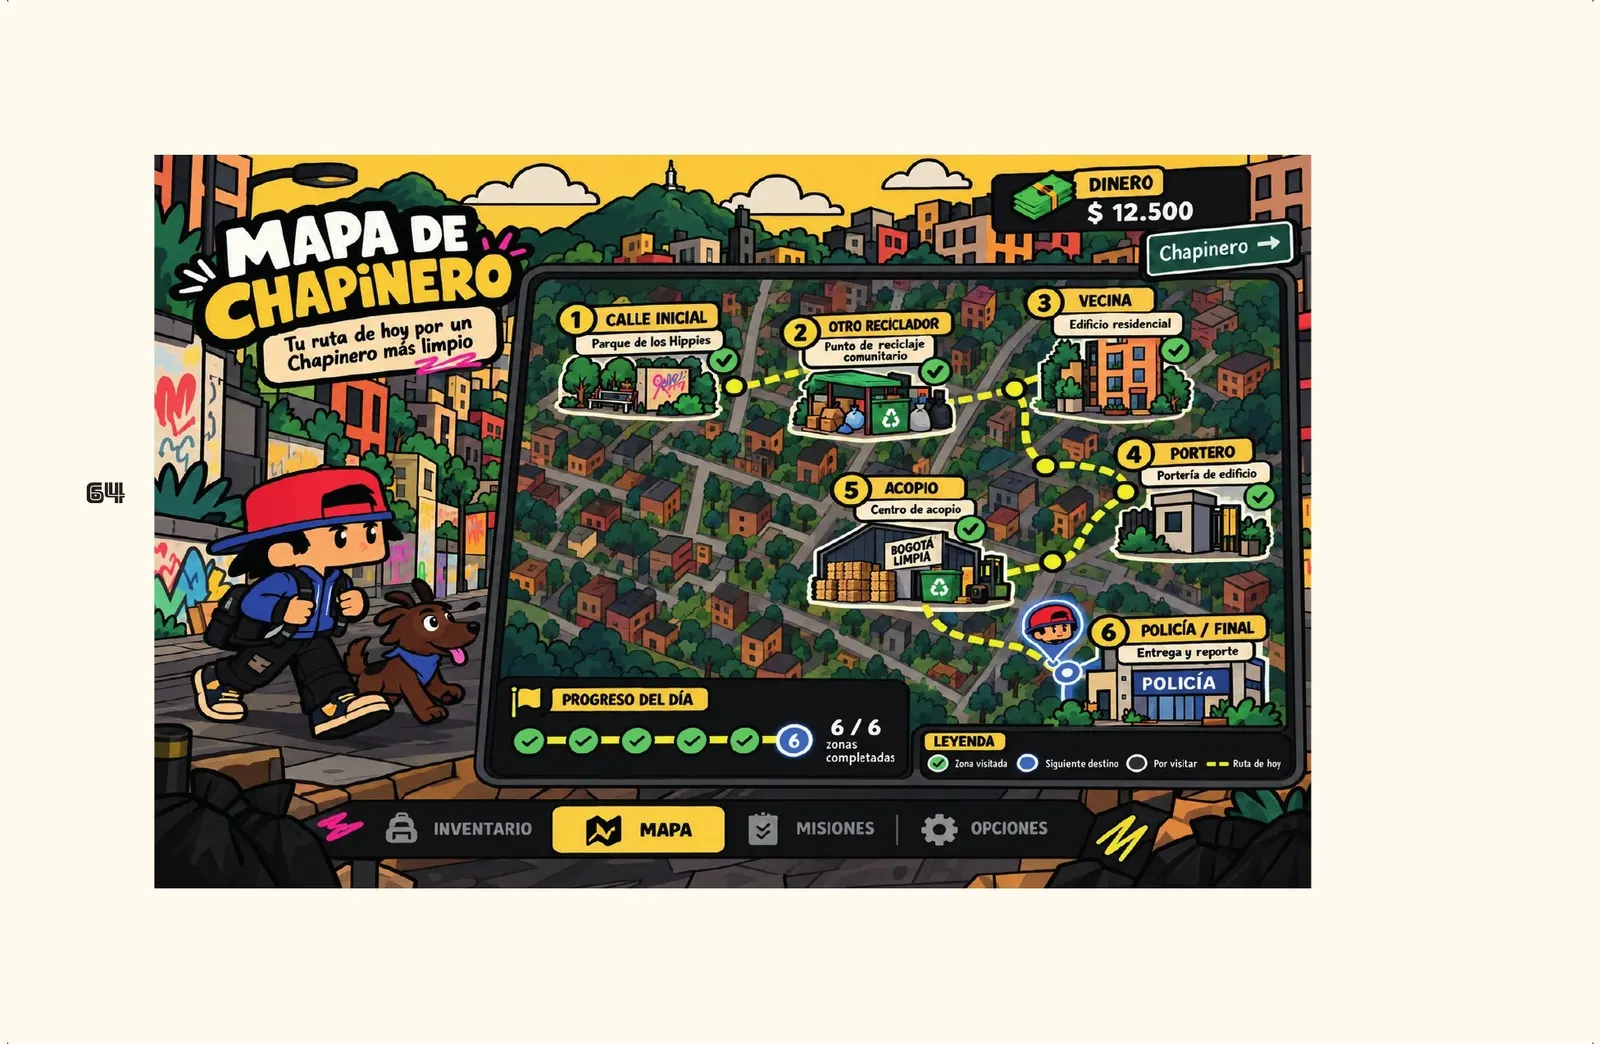 64
MAPA DE
CHAPiNERO
Tu ruta de hoy por un
Chapinero más limpio
DINERO
$ 12.500
Chapinero →
1 CALLE INICIAL
Parque de los Hippies
2 OTRO RECICLADOR
Punto de reciclaje
comunitario
3 VECINA
Edificio residencial
4 PORTERO
Portería de edificio
5 ACOPIO
Centro de acopio
BOGOTÁ
LIMPIA
6 POLICÍA / FINAL
Entrega y reporte
POLICÍA
PROGRESO DEL DÍA
6
6 / 6
zonas
completadas
LEYENDA
Zona visitada
Siguiente destino
Por visitar
Ruta de hoy
INVENTARIO
MAPA
MISIONES
OPCIONES